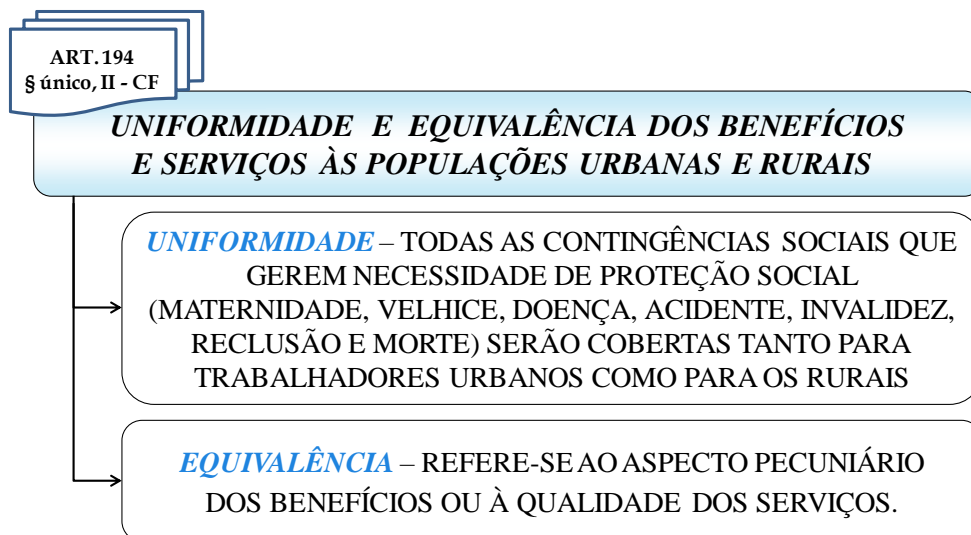 ART. 194
§ único, II - CF
UNIFORMIDADE E EQUIVALÊNCIA DOS BENEFÍCIOS
E SERVIÇOS ÀS POPULAÇÕES URBANAS E RURAIS
UNIFORMIDADE – TODAS AS CONTINGÊNCIAS SOCIAIS QUE
GEREM NECESSIDADE DE PROTEÇÃO SOCIAL
(MATERNIDADE, VELHICE, DOENÇA, ACIDENTE, INVALIDEZ,
RECLUSÃO E MORTE) SERÃO COBERTAS TANTO PARA
TRABALHADORES URBANOS COMO PARA OS RURAIS
EQUIVALÊNCIA – REFERE-SE AO ASPECTO PECUNIÁRIO
DOS BENEFÍCIOS OU À QUALIDADE DOS SERVIÇOS.